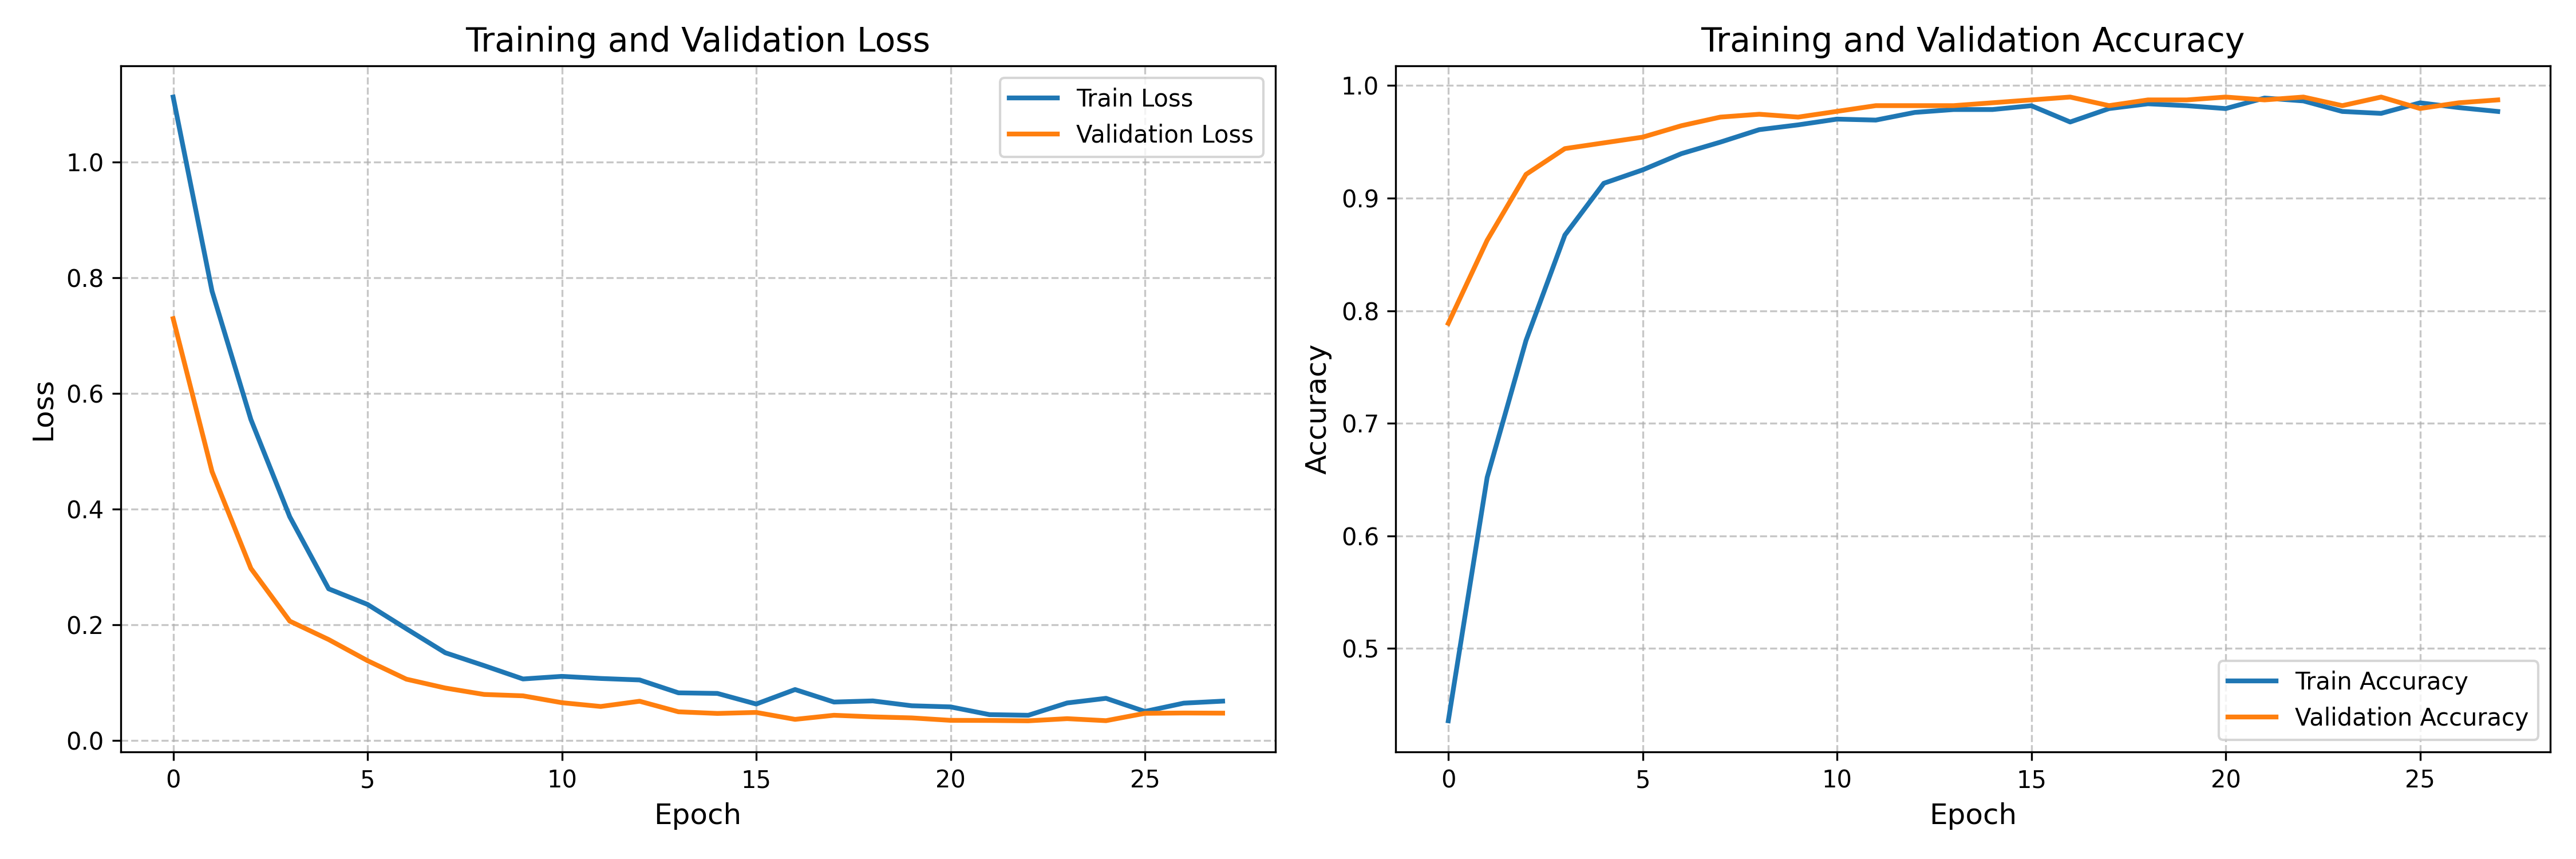 Training and Validation Loss
Train Loss
Validation Loss
Loss
1.0
0.8
0.6
0.4
0.2
0.0
0 5 10 15 20 25
Epoch
Training and Validation Accuracy
Accuracy
1.0
0.9
0.8
0.7
0.6
0.5
Train Accuracy
Validation Accuracy
0 5 10 15 20 25
Epoch